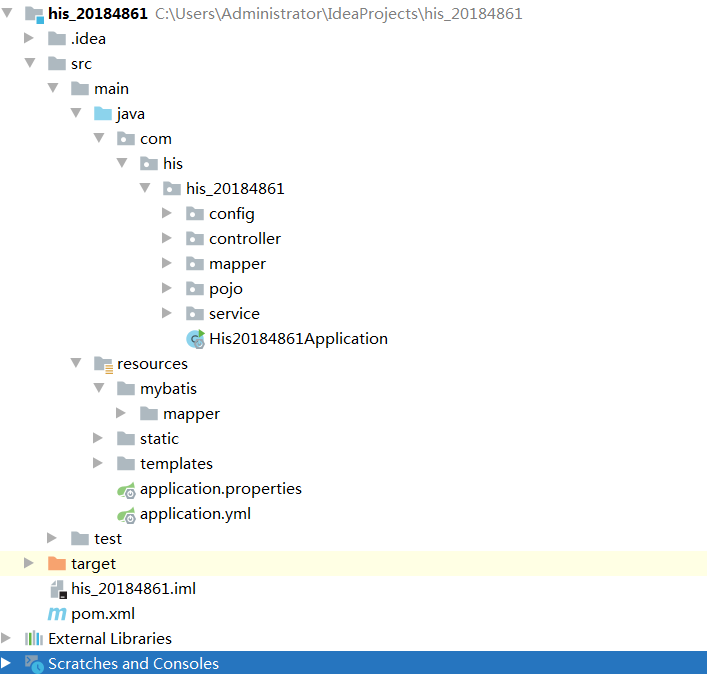 his_20184861 C:\Users\Administrator\IdeaProjects\his_20184861
.idea
src
main
java
com
his
his_20184861
config
controller
mapper
pojo
service
His20184861Application
resources
mybatis
mapper
static
templates
application.properties
application.yml
test
target
his_20184861.iml
pom.xml
External Libraries
Scratches and Consoles